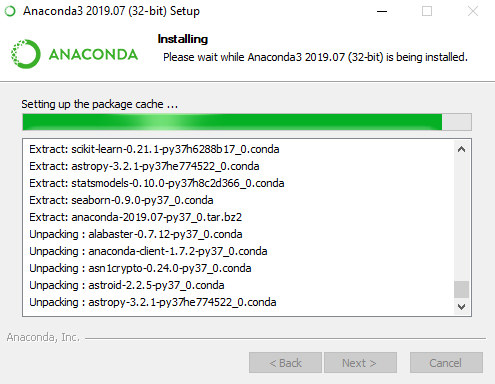 Anaconda3 2019.07 (32-bit) Setup
ANACONDA
Installing
Please wait while Anaconda3 2019.07 (32-bit) is being installed.
Setting up the package cache ...
Extract: scikit-learn-0.21.1-py37h6288b17_0.conda
Extract: astropy-3.2.1-py37he774522_0.conda
Extract: statsmodels-0.10.0-py37h8c2d366_0.conda
Extract: seaborn-0.9.0-py37_0.conda
Extract: anaconda-2019.07-py37_0.tar.bz2
Unpacking : alabaster-0.7.12-py37_0.conda
Unpacking : anaconda-client-1.7.2-py37_0.conda
Unpacking : asn1crypto-0.24.0-py37_0.conda
Unpacking : astroid-2.2.5-py37_0.conda
Unpacking : astropy-3.2.1-py37he774522_0.conda
Anaconda, Inc.
< Back
Next >
Cancel